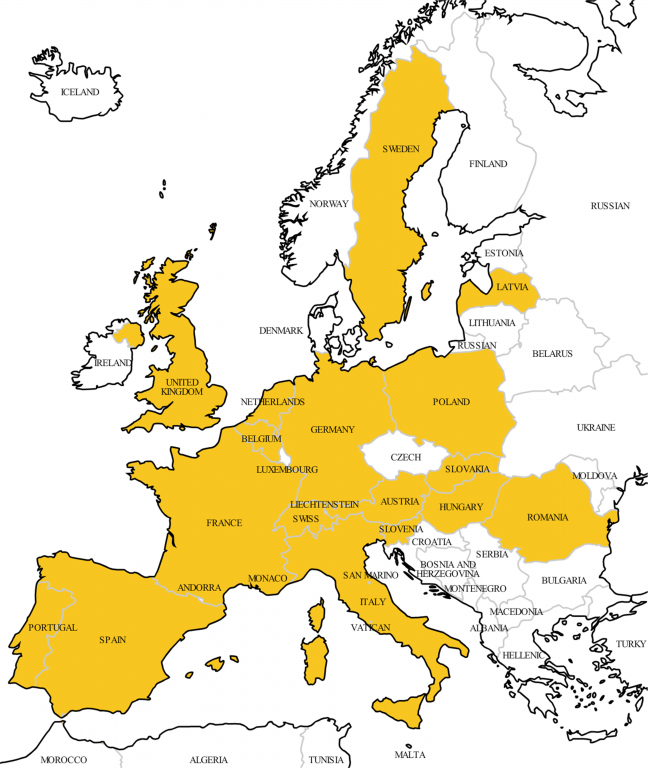 ICELAND
SWEDEN
FINLAND
NORWAY
RUSSIAN
ESTONIA
LATVIA
LITHUANIA
DENMARK
RUSSIAN
BELARUS
IRELAND
UNITED
KINGDOM
NETHERLANDS
POLAND
GERMANY
UKRAINE
BELGIUM
CZECH
LUXEMBOURG
SLOVAKIA
MOLDOVA
LIECHTENSTEIN
AUSTRIA
HUNGARY
SWISS
ROMANIA
FRANCE
SLOVENIA
CROATIA
SERBIA
BOSNIA AND
HERZEGOVINA
SAN MARINO
MONACO
BULGARIA
ANDORRA
MONTENEGRO
ITALY
MACEDONIA
PORTUGAL
VATICAN
ALBANIA
SPAIN
TURKY
HELLENIC
MALTA
MOROCCO
ALGERIA
TUNISIA